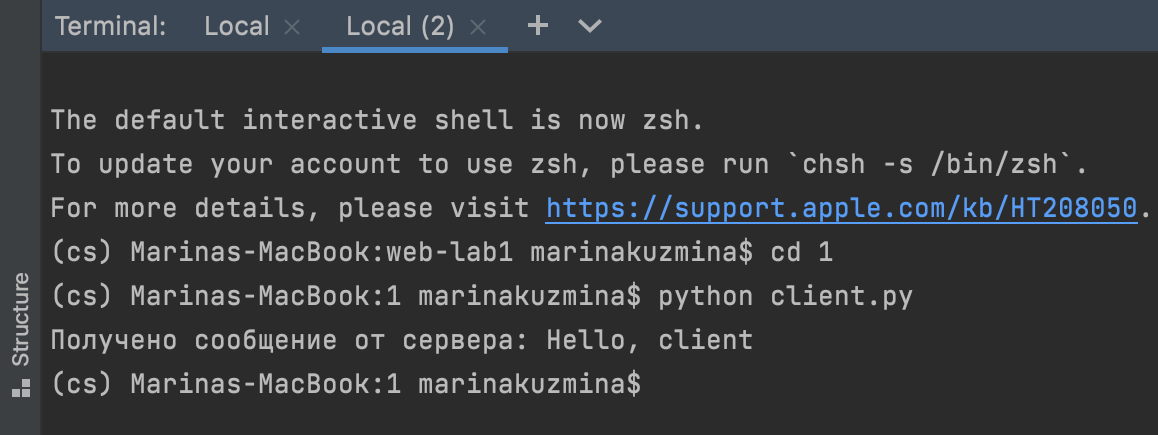 Terminal: Local Local (2)
The default interactive shell is now zsh.
To update your account to use zsh, please run `chsh -s /bin/zsh`.
For more details, please visit https://support.apple.com/kb/HT208050.
(cs) Marinas-MacBook:web-lab1 marinakuzmina$ cd 1
(cs) Marinas-MacBook:1 marinakuzmina$ python client.py
Получено сообщение от сервера: Hello, client
(cs) Marinas-MacBook:1 marinakuzmina$
Structure